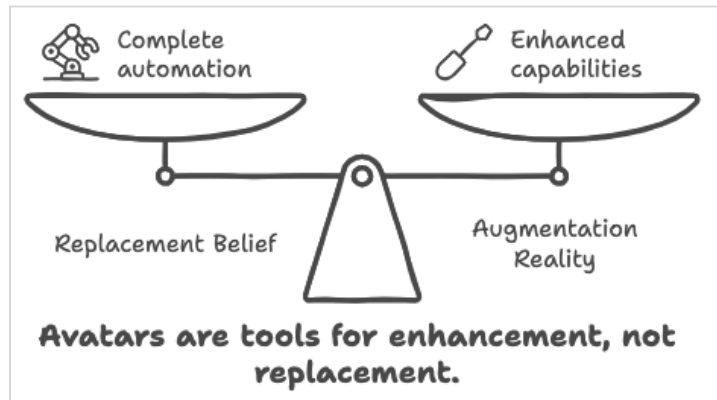 Complete
automation
Enhanced
capabilities
Replacement Belief
Augmentation
Reality
Avatars are tools for enhancement, not
replacement.